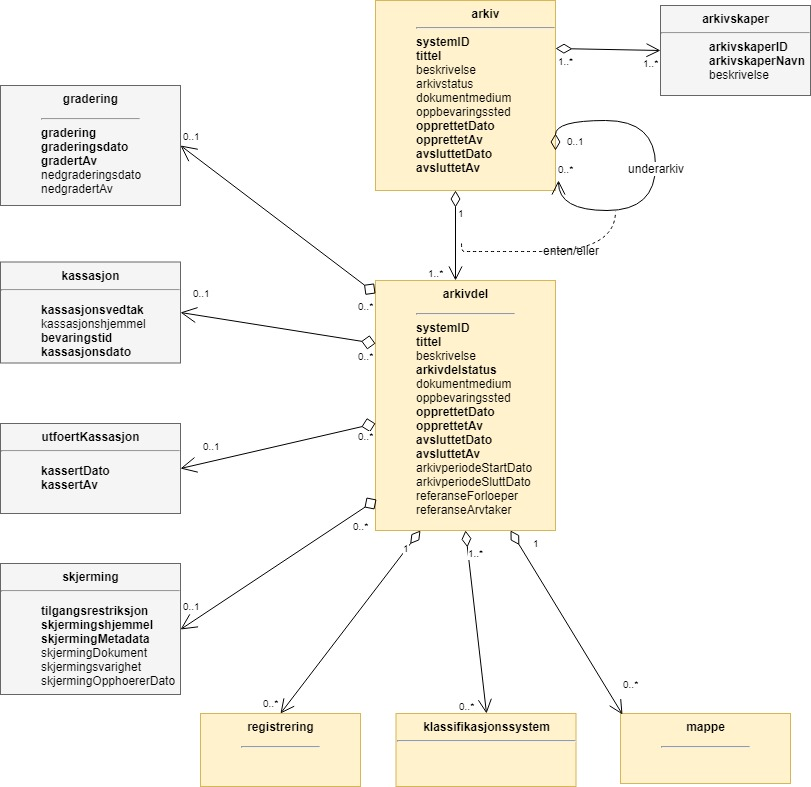 arkiv
systemID
tittel
beskrivelse
arkivstatus
dokumentmedium
oppbevaringssted
opprettetDato
opprettetAv
avsluttetDato
avsluttetAv
1..*
1..*
arkivskaper
arkivskaperID
arkivskaperNavn
beskrivelse
0..1
0..*
underarkiv
1
enten/eller
1..*
gradering
gradering
graderingsdato
gradertAv
nedgraderingsdato
nedgradertAv
0..1
0..*
kassasjon
kassasjonsvedtak
kassasjonshjemmel
bevaringstid
kassasjonsdato
0..1
0..*
arkivdel
systemID
tittel
beskrivelse
arkivdelstatus
dokumentmedium
oppbevaringssted
opprettetDato
opprettetAv
avsluttetDato
avsluttetAv
arkivperiodeStartDato
arkivperiodeSluttDato
referanseForloeper
referanseArvtaker
utfoertKassasjon
kassertDato
kassertAv
0..1
0..*
skjerming
tilgangsrestriksjon
skjermingshjemmel
skjermingMetadata
skjermingDokument
skjermingsvarighet
skjermingOpphoererDato
0..1
0..*
1
1..*
1
0..*
0..*
0..*
registrering
klassifikasjonssystem
mappe